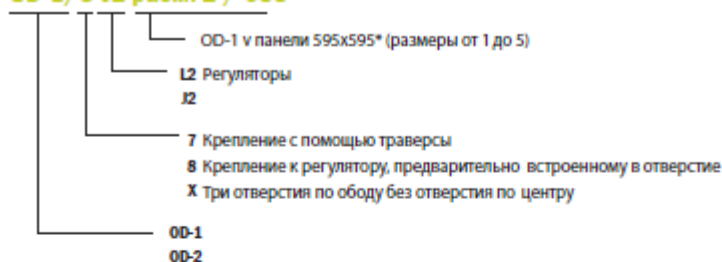 OD-1 v панели 595x595* (размеры от 1 до 5)
L2 Регуляторы
J2
7 Крепление с помощью траверсы
8 Крепление к регулятору, предварительно встроенному в отверстие
X Три отверстия по ободу без отверстия по центру
OD-1
OD-2